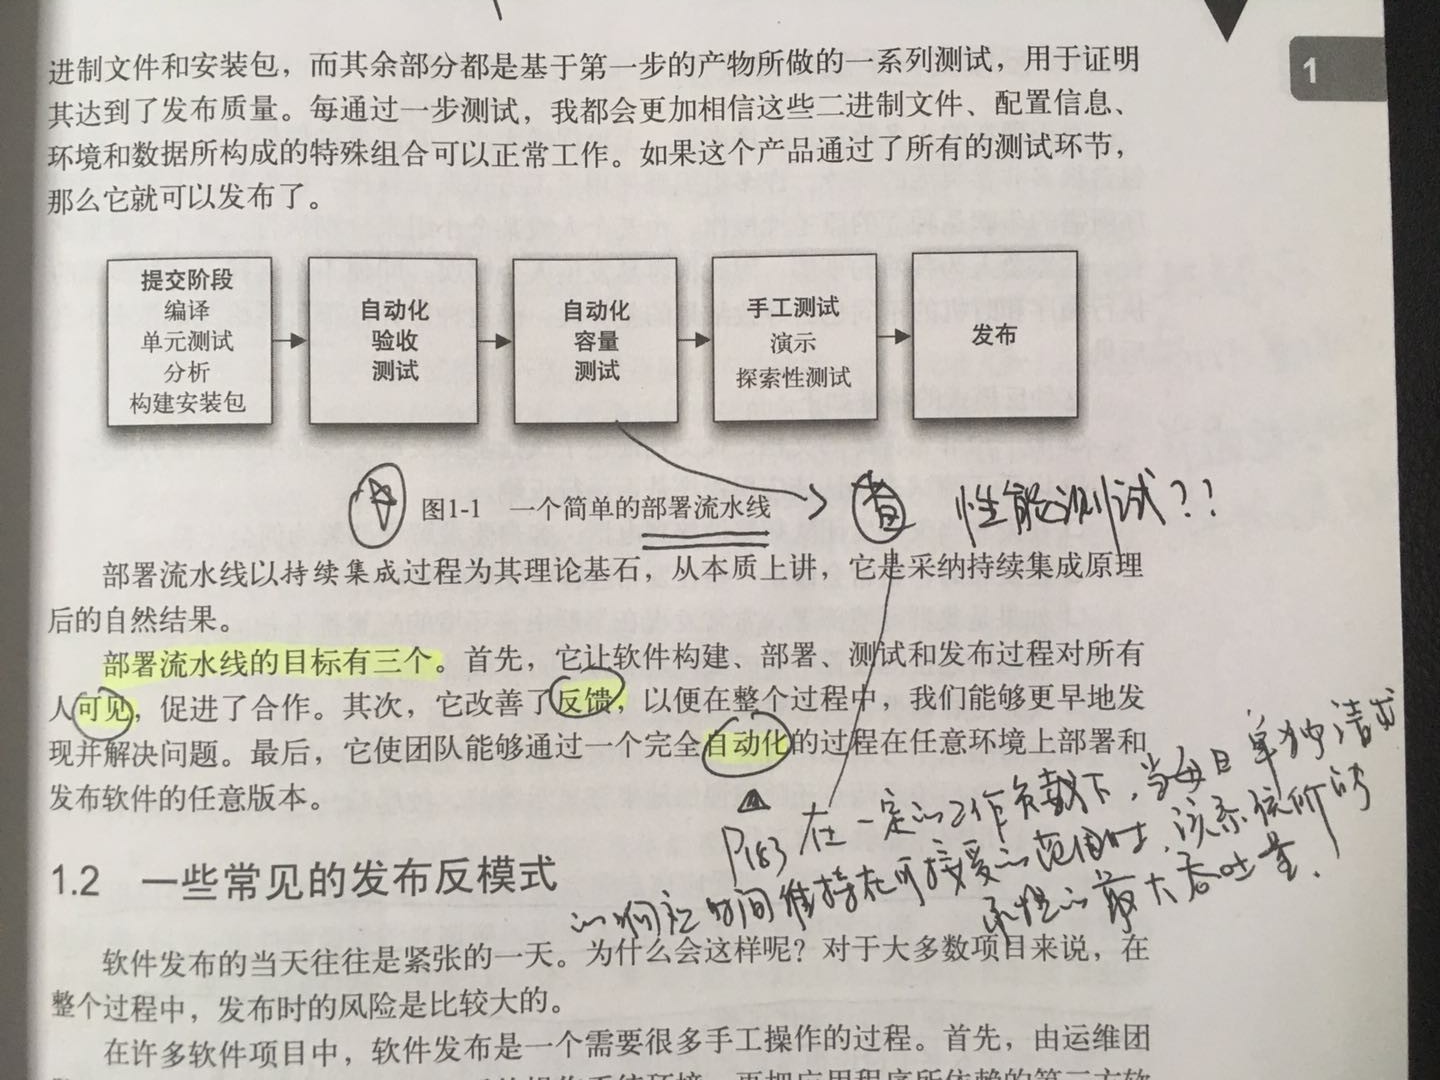 1
进制文件和安装包，而其余部分都是基于第一步的产物所做的一系列测试，用于证明
其达到了发布质量。每通过一步测试，我都会更加相信这些二进制文件、配置信息、
环境和数据所构成的特殊组合可以正常工作。如果这个产品通过了所有的测试环节，
那么它就可以发布了。
提交阶段
编译
单元测试
分析
构建安装包
自动化
验收
测试
自动化
容量
测试
手工测试
演示
探索性测试
发布
图1-1 一个简单的部署流水线
查 性能测试??
部署流水线以持续集成过程为其理论基石，从本质上讲，它是采纳持续集成原理
后的自然结果。
部署流水线的目标有三个。首先，它让软件构建、部署、测试和发布过程对所有
人可见，促进了合作。其次，它改善了反馈，以便在整个过程中，我们能够更早地发
现并解决问题。最后，它使团队能够通过一个完全自动化的过程在任意环境上部署和
发布软件的任意版本。
P183 在一定的工作负载下，当每日单独请求
的响应时间维持在可接受的范围时，该系统所能
承担的最大吞吐量.
1.2 一些常见的发布反模式
软件发布的当天往往是紧张的一天。为什么会这样呢？对于大多数项目来说，在
整个过程中，发布时的风险是比较大的。
在许多软件项目中，软件发布是一个需要很多手工操作的过程。首先，由运维团